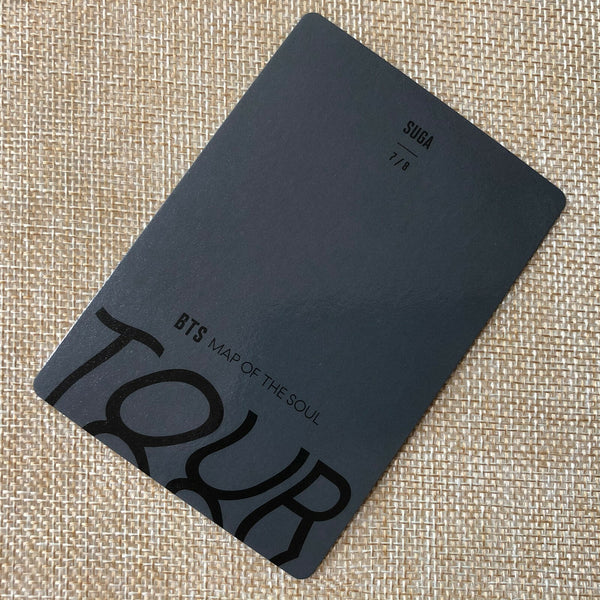 SUGA
7/8
BTS MAP OF THE SOUL
TOUR